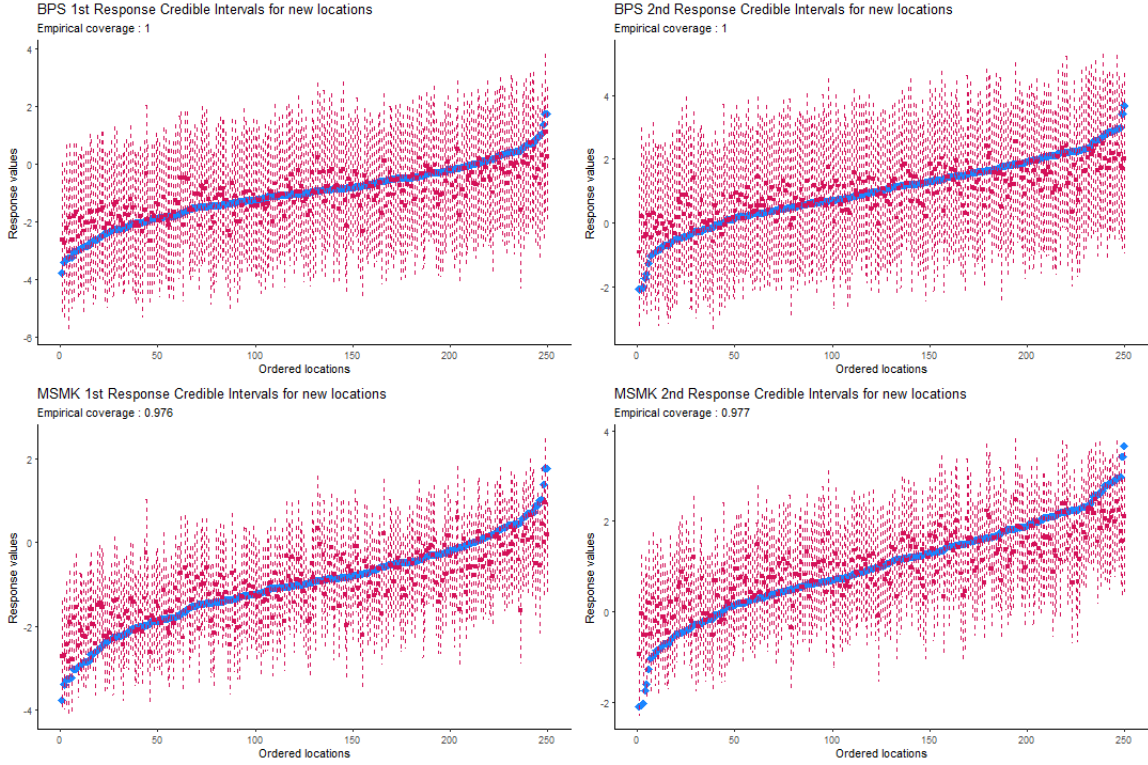 BPS 1st Response Credible Intervals for new locations
Empirical coverage : 1
4
2
0
-2
-4
-6
Response values
0 50 100 150 200 250
Ordered locations
BPS 2nd Response Credible Intervals for new locations
Empirical coverage : 1
4
2
0
-2
Response values
0 50 100 150 200 250
Ordered locations
MSMK 1st Response Credible Intervals for new locations
Empirical coverage : 0.976
2
0
-2
-4
Response values
0 50 100 150 200 250
Ordered locations
MSMK 2nd Response Credible Intervals for new locations
Empirical coverage : 0.977
4
2
0
-2
Response values
0 50 100 150 200 250
Ordered locations